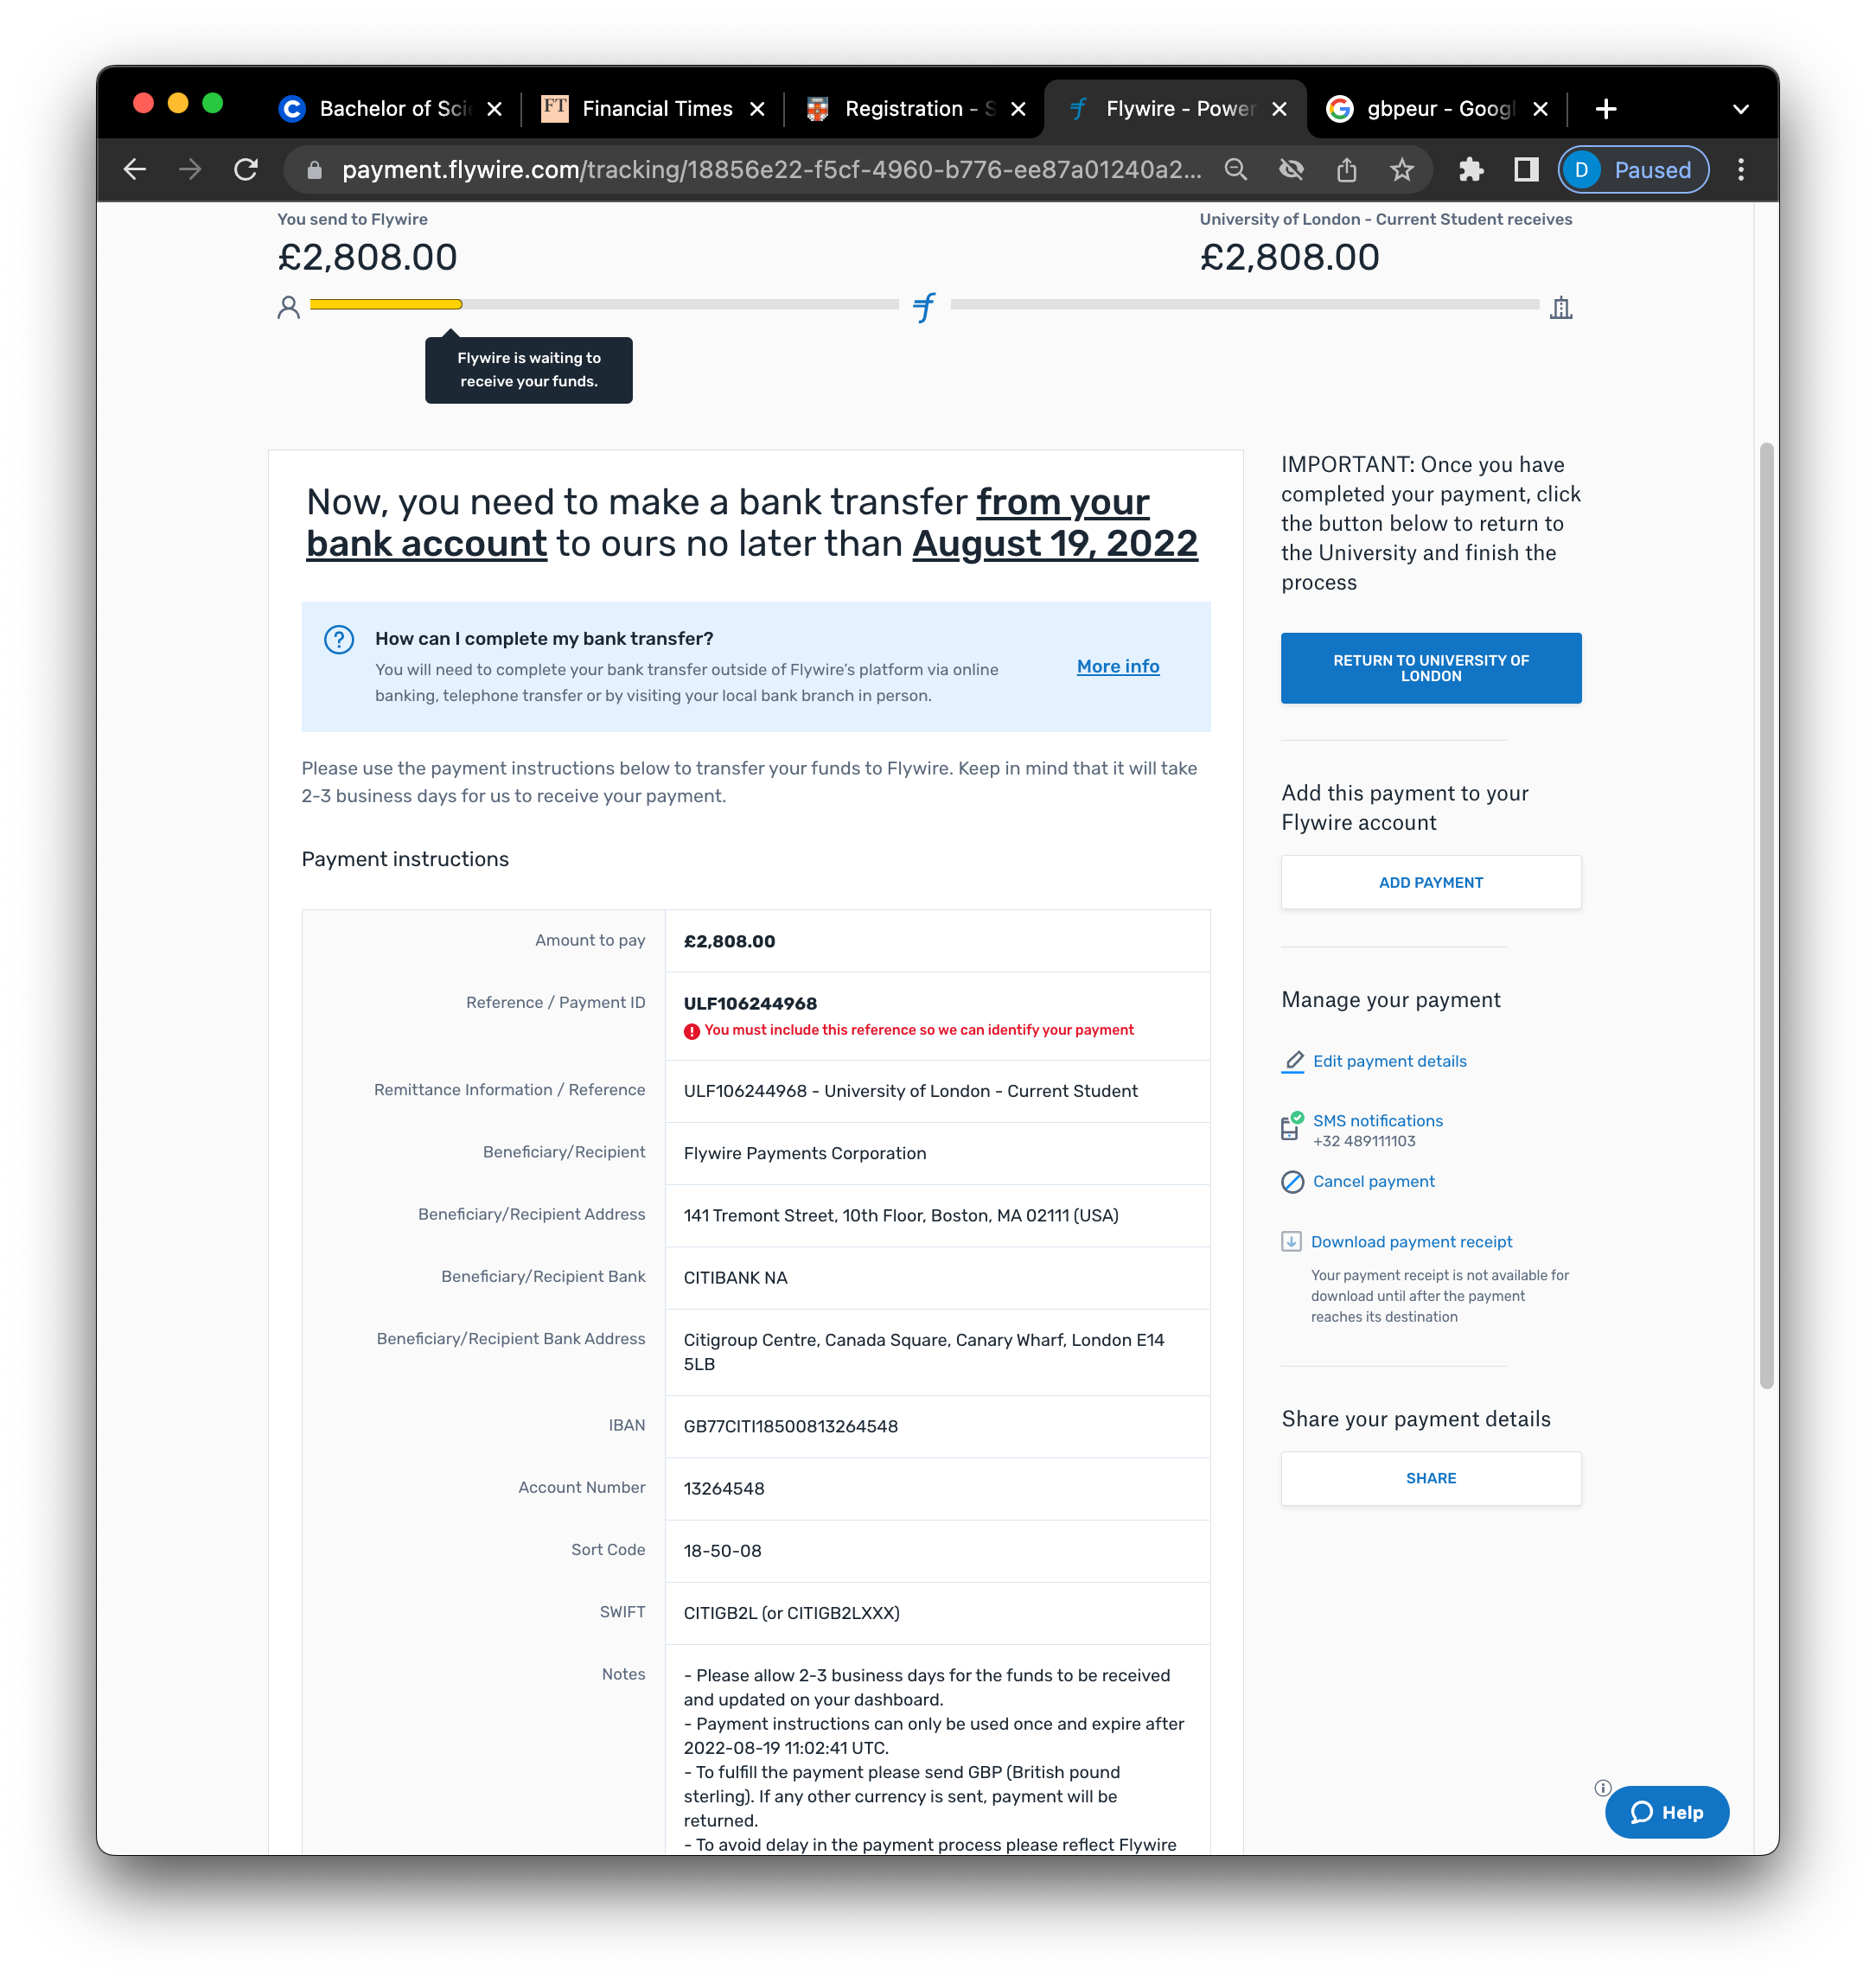 Bachelor of Sci
FT Financial Times
Registration - S
Flywire - Power
gbpeur - Googl
payment.flywire.com/tracking/18856e22-f5cf-4960-b776-ee87a01240a2...
D Paused
You send to Flywire
£2,808.00
University of London - Current Student receives
£2,808.00
Flywire is waiting to
receive your funds.
Now, you need to make a bank transfer from your
bank account to ours no later than August 19, 2022
How can I complete my bank transfer?
You will need to complete your bank transfer outside of Flywire's platform via online
banking, telephone transfer or by visiting your local bank branch in person.
More info
Please use the payment instructions below to transfer your funds to Flywire. Keep in mind that it will take
2-3 business days for us to receive your payment.
Payment instructions
Amount to pay
£2,808.00
Reference / Payment ID
ULF106244968
You must include this reference so we can identify your payment
Remittance Information / Reference
ULF106244968 - University of London - Current Student
Beneficiary/Recipient
Flywire Payments Corporation
Beneficiary/Recipient Address
141 Tremont Street, 10th Floor, Boston, MA 02111 (USA)
Beneficiary/Recipient Bank
CITIBANK NA
Beneficiary/Recipient Bank Address
Citigroup Centre, Canada Square, Canary Wharf, London E14
5LB
IBAN
GB77CITI18500813264548
Account Number
13264548
Sort Code
18-50-08
SWIFT
CITIGB2L (or CITIGB2LXXX)
Notes
- Please allow 2-3 business days for the funds to be received
and updated on your dashboard.
- Payment instructions can only be used once and expire after
2022-08-19 11:02:41 UTC.
- To fulfill the payment please send GBP (British pound
sterling). If any other currency is sent, payment will be
returned.
- To avoid delay in the payment process please reflect Flywire
IMPORTANT: Once you have
completed your payment, click
the button below to return to
the University and finish the
process
RETURN TO UNIVERSITY OF
LONDON
Add this payment to your
Flywire account
ADD PAYMENT
Manage your payment
Edit payment details
SMS notifications
+32 489111103
Cancel payment
Download payment receipt
Your payment receipt is not available for
download until after the payment
reaches its destination
Share your payment details
SHARE
Help